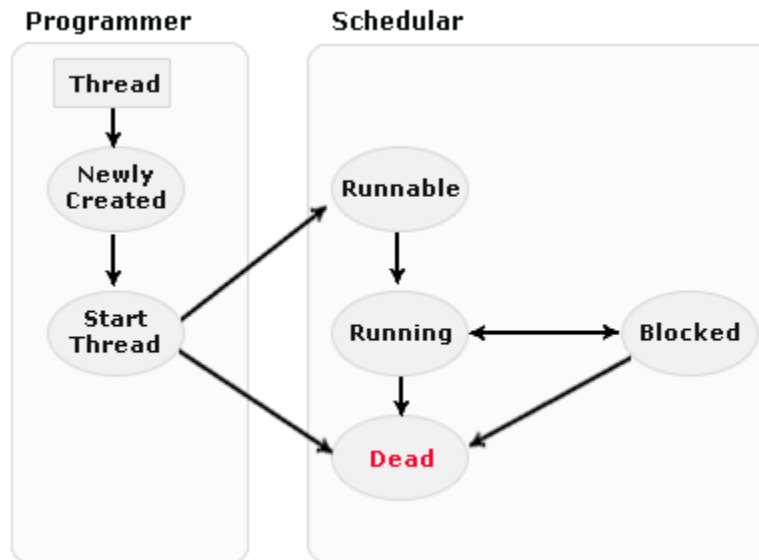 Programmer
Schedular
Thread
Newly
Created
Runnable
Start
Thread
Running
Blocked
Dead